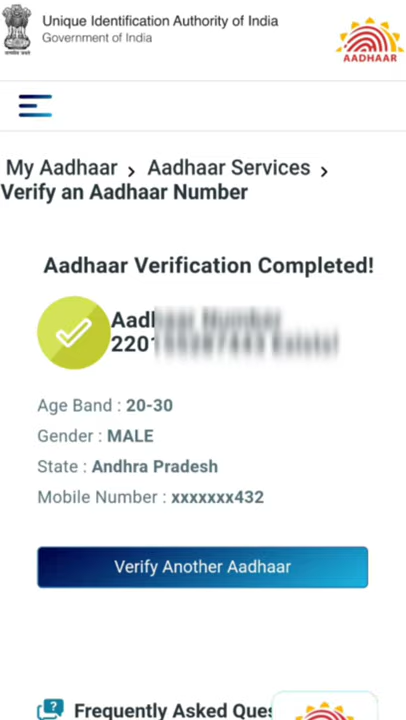 Unique Identification Authority of India
Government of India
AADHAAR
My Aadhaar › Aadhaar Services ›
Verify an Aadhaar Number
Aadhaar Verification Completed!
Age Band : 20-30
Gender : MALE
State : Andhra Pradesh
Mobile Number : xxxxxxx432
Verify Another Aadhaar
Frequently Asked